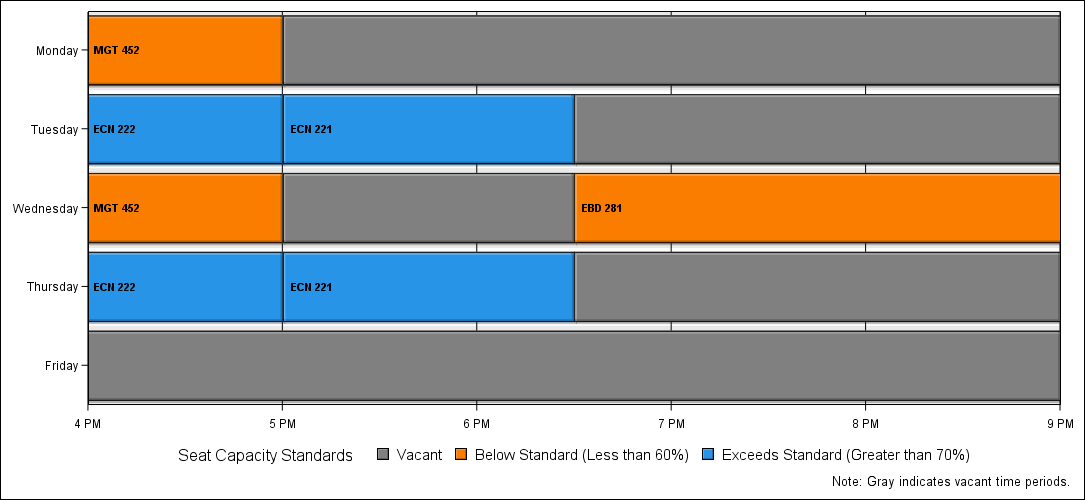 Monday MGT 452
Tuesday ECN 222 ECN 221
Wednesday MGT 452 EBD 281
Thursday ECN 222 ECN 221
Friday
4 PM 5 PM 6 PM 7 PM 8 PM 9 PM
Seat Capacity Standards Vacant Below Standard (Less than 60%) Exceeds Standard (Greater than 70%)
Note: Gray indicates vacant time periods.